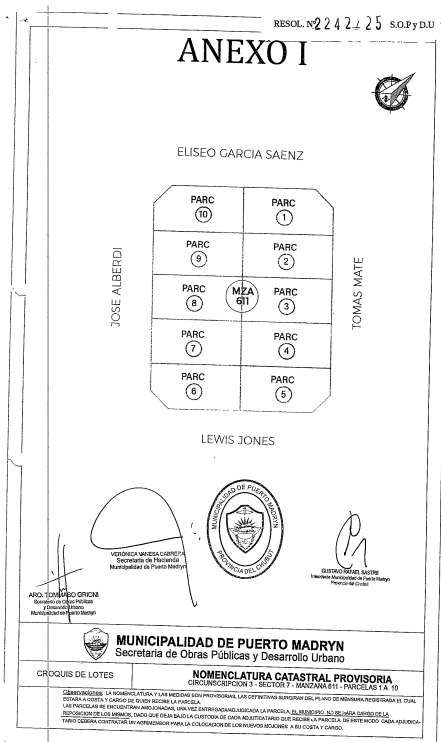 RESOL. Nº 2242/25 S.O.P y D.U
ANEXO I
ELISEO GARCIA SAENZ
JOSE ALBERDI
TOMAS MATE
PARC
10
PARC
1
PARC
9
PARC
2
PARC
8
MZA
611
PARC
3
PARC
7
PARC
4
PARC
6
PARC
5
LEWIS JONES
MUNICIPALIDAD DE PUERTO MADRYN
PROVINCIA DEL CHUBUT
VERÓNICA VANESA CABRERA
Secretaria de Hacienda
Municipalidad de Puerto Madryn
GUSTAVO RAFAEL SASTRE
Intendente Municipalidad de Puerto Madryn
Provincia del Chubut
ARQ. TOMMASO GRIONI
Secretario de Obras Públicas
y Desarrollo Urbano
Municipalidad de Puerto Madryn
MUNICIPALIDAD DE PUERTO MADRYN
Secretaria de Obras Públicas y Desarrollo Urbano
CROQUIS DE LOTES
NOMENCLATURA CATASTRAL PROVISORIA
CIRCUNSCRIPCION 3 - SECTOR 7 - MANZANA 611 - PARCELAS 1 A 10
Observaciones: LA NOMENCLATURA Y LAS MEDIDAS SON PROVISORIAS, LAS DEFINITIVAS SURGIRAN DEL PLANO DE MENSURA REGISTRADA EL CUAL
ESTARA A COSTA Y CARGO DE QUIEN RECIBE LA PARCELA.
LAS PARCELAS SE ENCUENTRAN AMOJONADAS, UNA VEZ ENTREGADA/ADJUDICADA LA PARCELA, EL MUNICIPIO NO SE HARA CARGO DE LA
REPOSICION DE LOS MISMOS, DADO QUE DEJA BAJO LA CUSTODIA DE CADA ADJUDICATARIO QUE RECIBE LA PARCELA. DE ESTE MODO CADA ADJUDICA-
TARIO DEBERA CONTRATAR UN AGRIMENSOR PARA LA COLOCACION DE LOS NUEVOS MOJONES A SU COSTA Y CARGO.